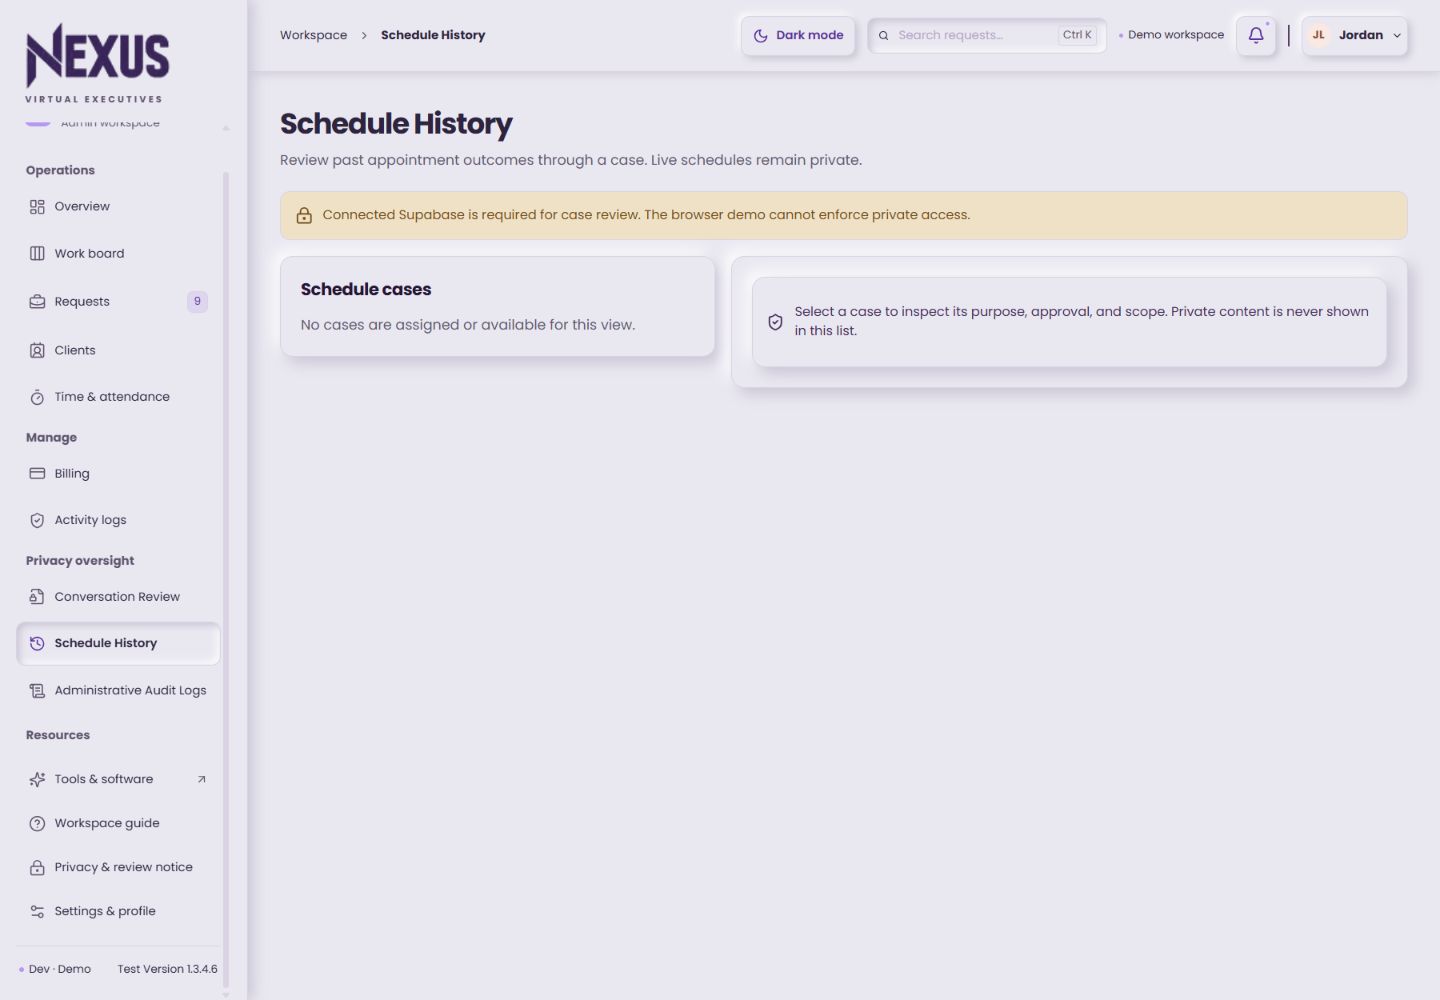 NEXUS
VIRTUAL EXECUTIVES
Admin workspace
Operations
Overview
Work board
Requests 9
Clients
Time & attendance
Manage
Billing
Activity logs
Privacy oversight
Conversation Review
Schedule History
Administrative Audit Logs
Resources
Tools & software
Workspace guide
Privacy & review notice
Settings & profile
Dev · Demo Test Version 1.3.4.6
Workspace > Schedule History
Dark mode
Search requests... Ctrl K
Demo workspace
JL Jordan
Schedule History
Review past appointment outcomes through a case. Live schedules remain private.
Connected Supabase is required for case review. The browser demo cannot enforce private access.
Schedule cases
No cases are assigned or available for this view.
Select a case to inspect its purpose, approval, and scope. Private content is never shown
in this list.